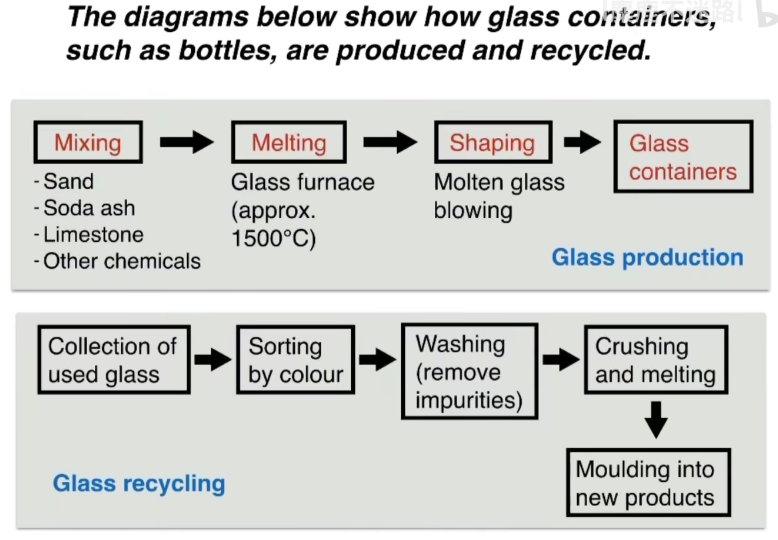 The diagrams below show how glass containers,
such as bottles, are produced and recycled.
Mixing
- Sand
- Soda ash
- Limestone
- Other chemicals
Melting
Glass furnace
(approx.
1500°C)
Shaping
Molten glass
blowing
Glass
containers
Glass production
Collection of
used glass
Sorting
by colour
Washing
(remove
impurities)
Crushing
and melting
Moulding into
new products
Glass recycling